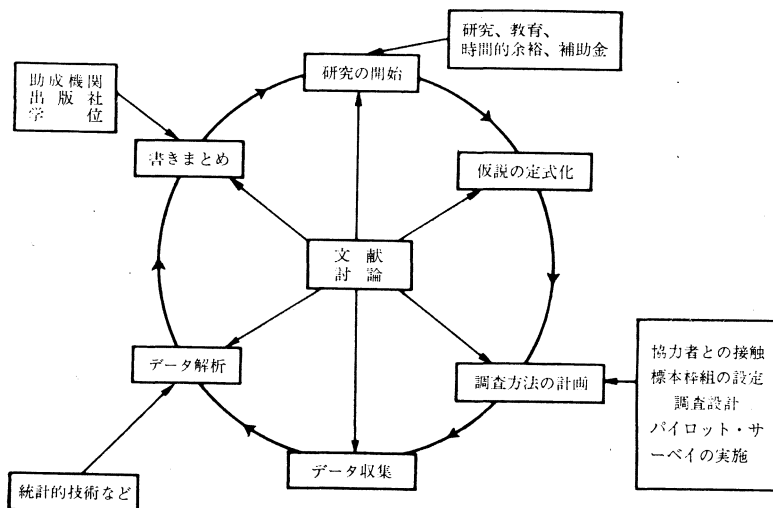 研究、教育、
時間的余裕、補助金
研究の開始
助成機関
出版社
学位
書きまとめ
仮説の定式化
文献
討論
データ解析
調査方法の計画
協力者との接触
標本枠組の設定
調査設計
パイロット・サ
ーベイの実施
データ収集
統計的技術など